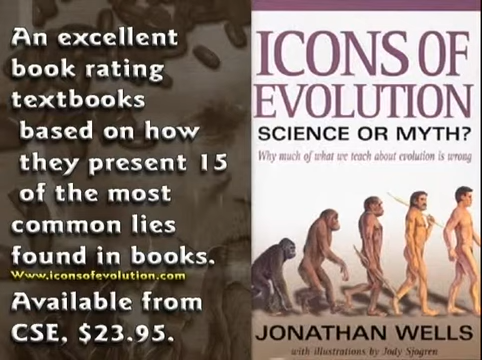 An excellent
book rating
textbooks
based on how
they present 15
of the most
common lies
found in books.
Www.iconsofevolution.com
Available from
CSE, $23.95.
ICONS OF
EVOLUTION
SCIENCE OR MYTH?
Why much of what we teach about evolution is wrong
JONATHAN WELLS
with illustrations by Jody Sjogren